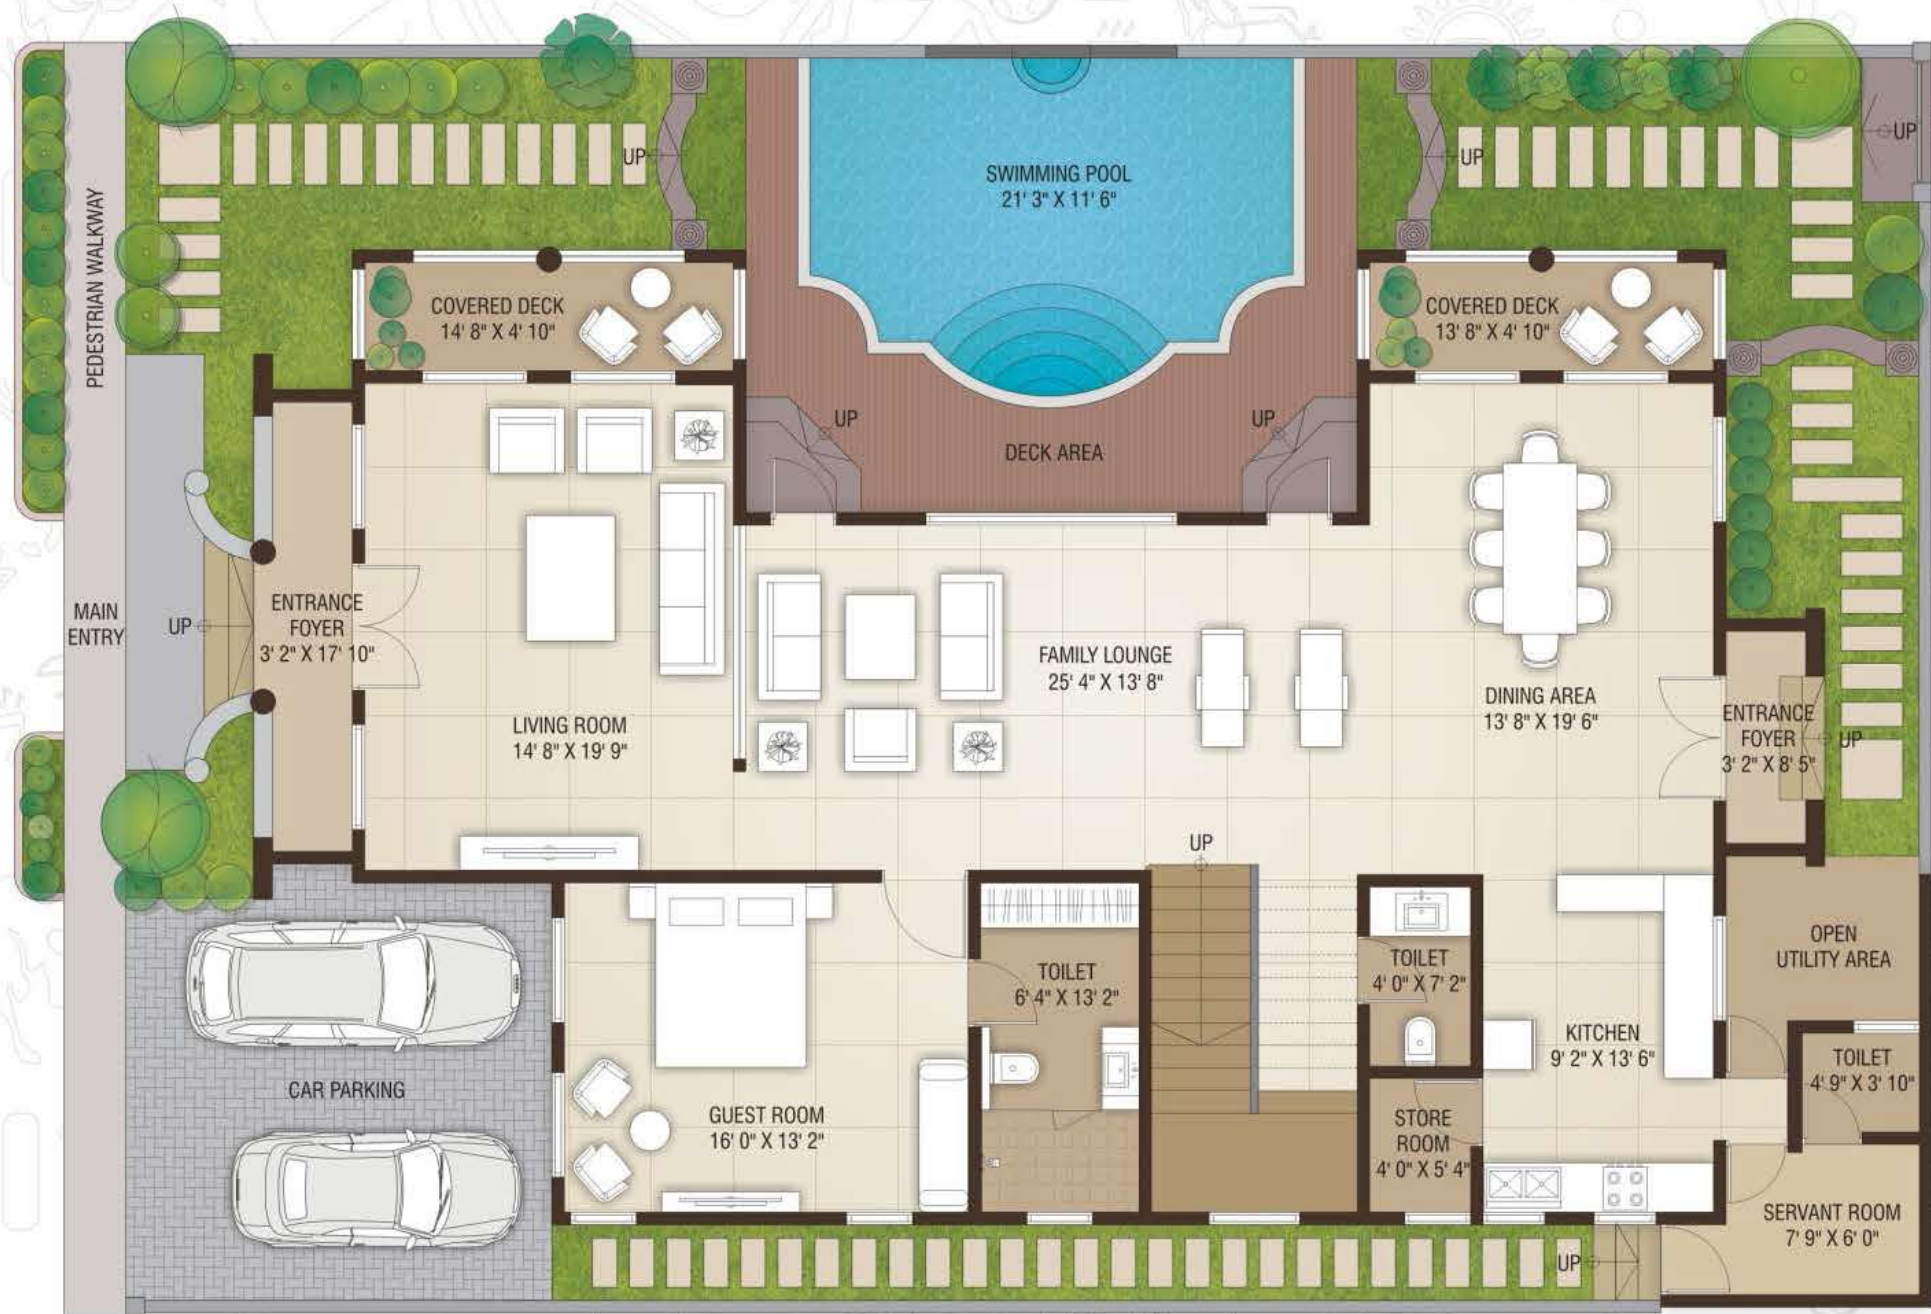 UP
UP
UP
SWIMMING POOL
21' 3" X 11' 6"
PEDESTRIAN WALKWAY
COVERED DECK
14' 8" X 4' 10"
COVERED DECK
13' 8" X 4' 10"
UP
UP
DECK AREA
MAIN
ENTRY
UP
ENTRANCE
FOYER
3' 2" X 17' 10"
LIVING ROOM
14' 8" X 19' 9"
FAMILY LOUNGE
25' 4" X 13' 8"
DINING AREA
13' 8" X 19' 6"
ENTRANCE
FOYER
3' 2" X 8' 5"
UP
UP
OPEN
UTILITY AREA
TOILET
6' 4" X 13' 2"
TOILET
4' 0" X 7' 2"
KITCHEN
9' 2" X 13' 6"
TOILET
4' 9" X 3' 10"
CAR PARKING
GUEST ROOM
16' 0" X 13' 2"
STORE
ROOM
4' 0" X 5' 4"
SERVANT ROOM
7' 9" X 6' 0"
UP